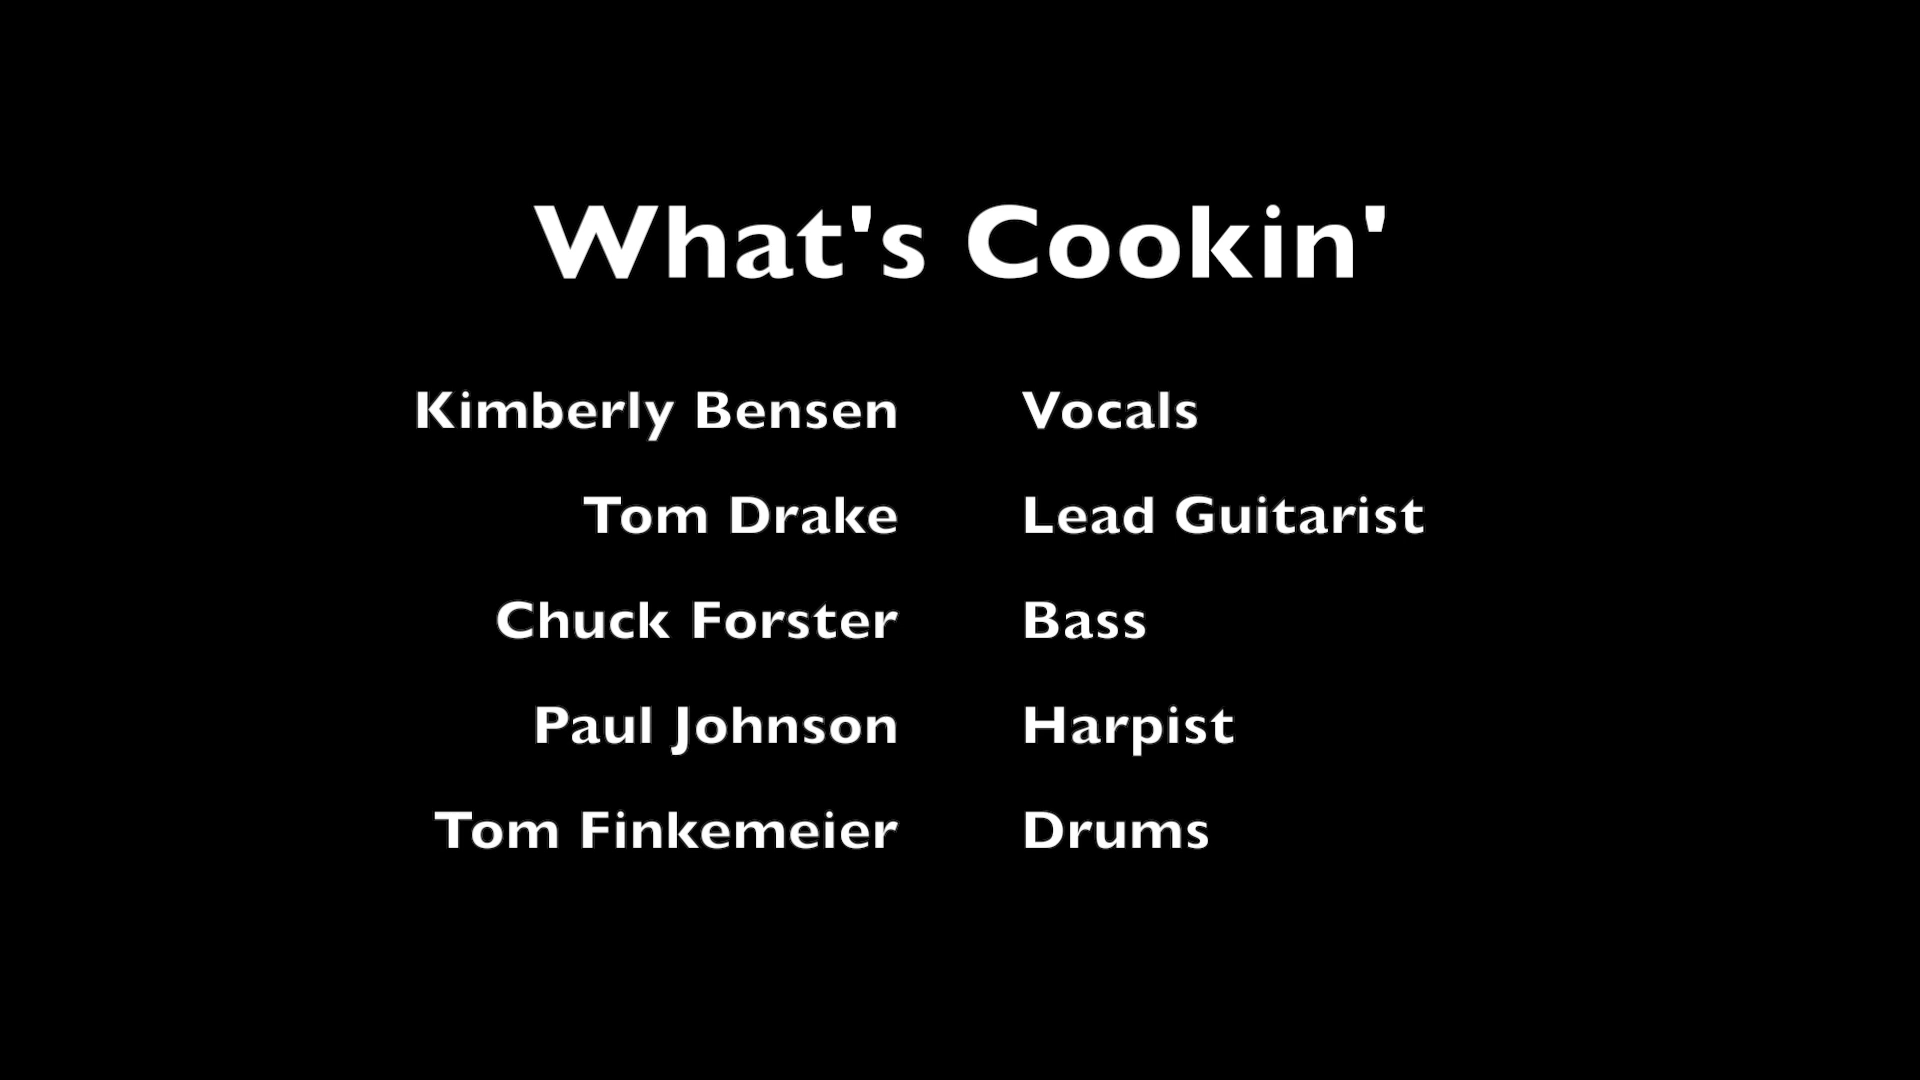 What's Cookin'
Kimberly Bensen Vocals
Tom Drake Lead Guitarist
Chuck Forster Bass
Paul Johnson Harpist
Tom Finkemeier Drums